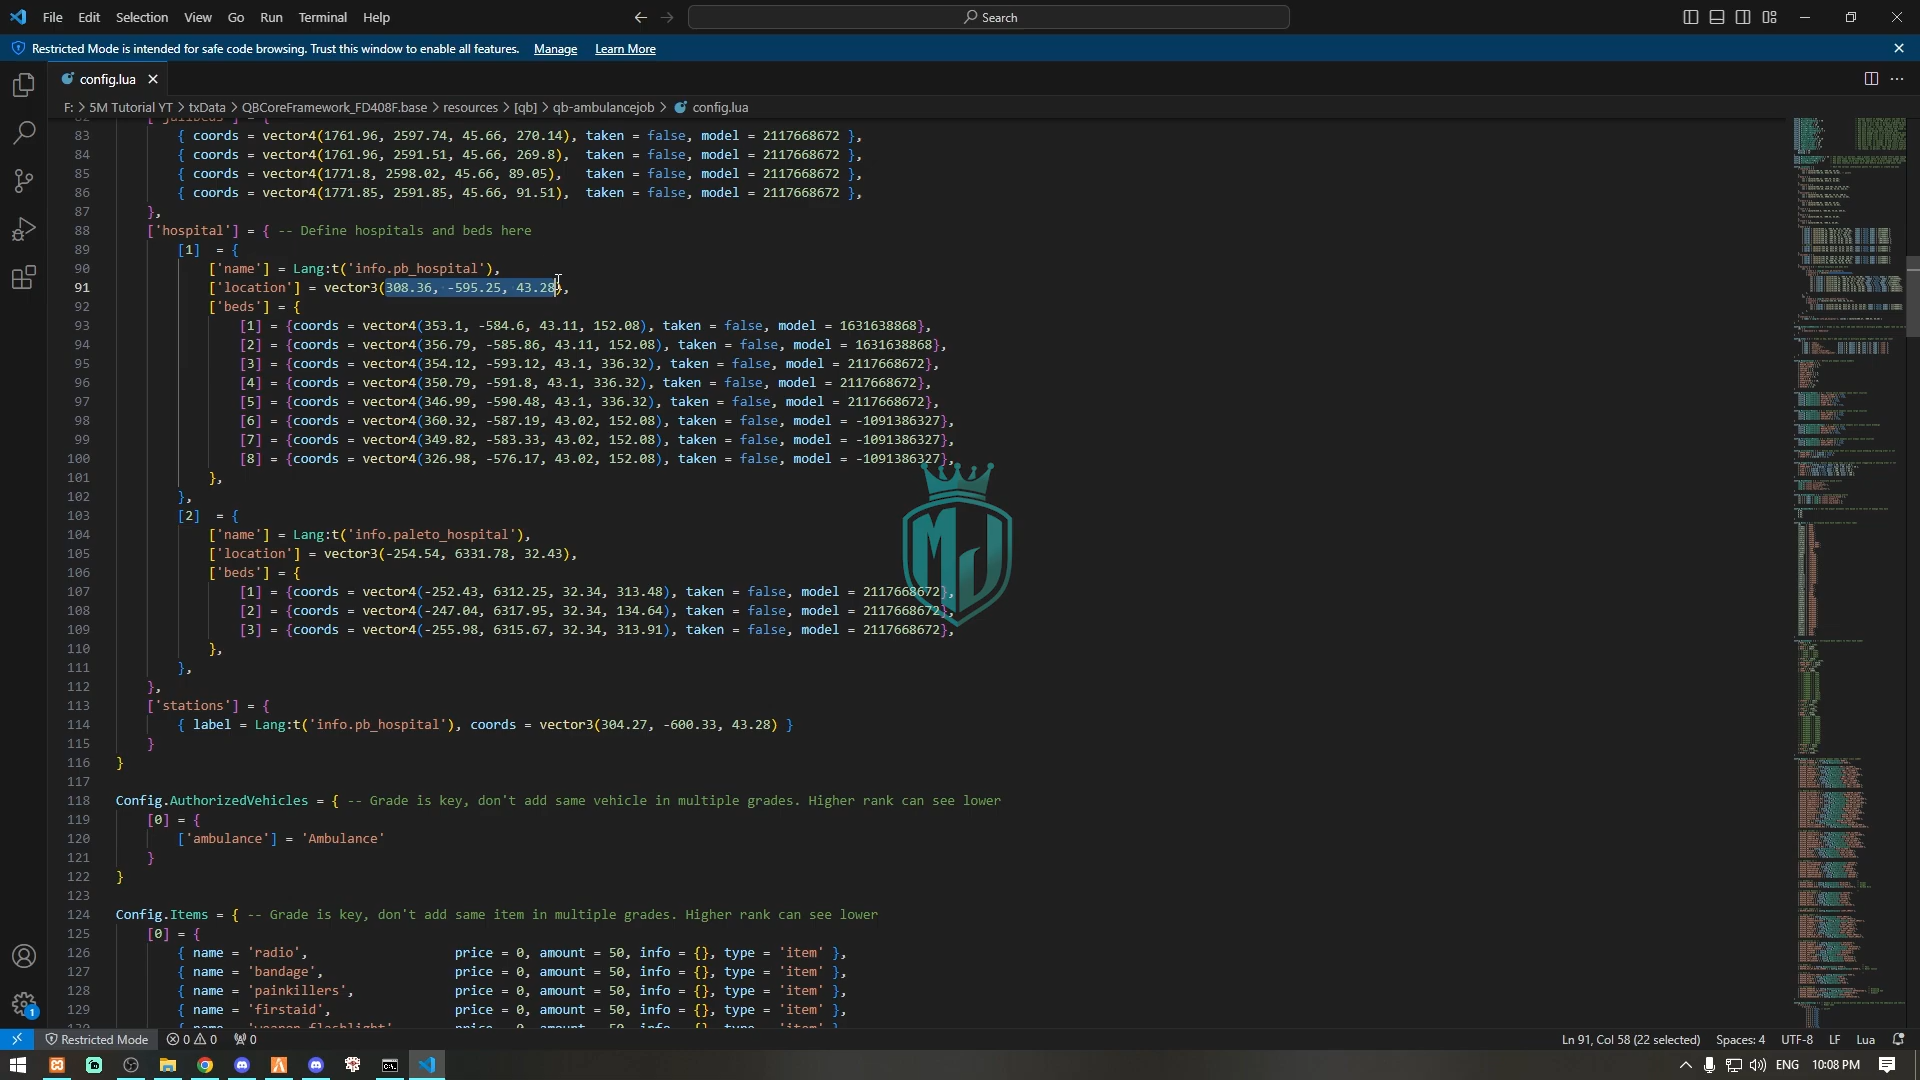 File Edit Selection View Go Run Terminal Help
Search
Restricted Mode is intended for safe code browsing. Trust this window to enable all features. Manage Learn More
config.lua
F: > 5M Tutorial YT > txData > QBCoreFramework_FD408F.base > resources > [qb] > qb-ambulancejob > config.lua
82 ['jailbeds'] = {
83 { coords = vector4(1761.96, 2597.74, 45.66, 270.14), taken = false, model = 2117668672 },
84 { coords = vector4(1761.96, 2591.51, 45.66, 269.8), taken = false, model = 2117668672 },
85 { coords = vector4(1771.8, 2598.02, 45.66, 89.05), taken = false, model = 2117668672 },
86 { coords = vector4(1771.85, 2591.85, 45.66, 91.51), taken = false, model = 2117668672 },
87 },
88 ['hospital'] = { -- Define hospitals and beds here
89 [1] = {
90 ['name'] = Lang:t('info.pb_hospital'),
91 ['location'] = vector3(308.36, -595.25, 43.28),
92 ['beds'] = {
93 [1] = {coords = vector4(353.1, -584.6, 43.11, 152.08), taken = false, model = 1631638868},
94 [2] = {coords = vector4(356.79, -585.86, 43.11, 152.08), taken = false, model = 1631638868},
95 [3] = {coords = vector4(354.12, -593.12, 43.1, 336.32), taken = false, model = 2117668672},
96 [4] = {coords = vector4(350.79, -591.8, 43.1, 336.32), taken = false, model = 2117668672},
97 [5] = {coords = vector4(346.99, -590.48, 43.1, 336.32), taken = false, model = 2117668672},
98 [6] = {coords = vector4(360.32, -587.19, 43.02, 152.08), taken = false, model = -1091386327},
99 [7] = {coords = vector4(349.82, -583.33, 43.02, 152.08), taken = false, model = -1091386327},
100 [8] = {coords = vector4(326.98, -576.17, 43.02, 152.08), taken = false, model = -1091386327},
101 },
102 },
103 [2] = {
104 ['name'] = Lang:t('info.paleto_hospital'),
105 ['location'] = vector3(-254.54, 6331.78, 32.43),
106 ['beds'] = {
107 [1] = {coords = vector4(-252.43, 6312.25, 32.34, 313.48), taken = false, model = 2117668672},
108 [2] = {coords = vector4(-247.04, 6317.95, 32.34, 134.64), taken = false, model = 2117668672},
109 [3] = {coords = vector4(-255.98, 6315.67, 32.34, 313.91), taken = false, model = 2117668672},
110 },
111 },
112 },
113 ['stations'] = {
114 { label = Lang:t('info.pb_hospital'), coords = vector3(304.27, -600.33, 43.28) }
115 }
116 }
117
118 Config.AuthorizedVehicles = { -- Grade is key, don't add same vehicle in multiple grades. Higher rank can see lower
119 [0] = {
120 ['ambulance'] = 'Ambulance'
121 }
122 }
123
124 Config.Items = { -- Grade is key, don't add same item in multiple grades. Higher rank can see lower
125 [0] = {
126 { name = 'radio', price = 0, amount = 50, info = {}, type = 'item' },
127 { name = 'bandage', price = 0, amount = 50, info = {}, type = 'item' },
128 { name = 'painkillers', price = 0, amount = 50, info = {}, type = 'item' },
129 { name = 'firstaid', price = 0, amount = 50, info = {}, type = 'item' },
130 { name = 'weapon_flashlight', price = 0, amount = 50, info = {}, type = 'item' },
MJ
1
Restricted Mode 0 0 0 Ln 91, Col 58 (22 selected) Spaces: 4 UTF-8 LF Lua
ENG 10:08 PM